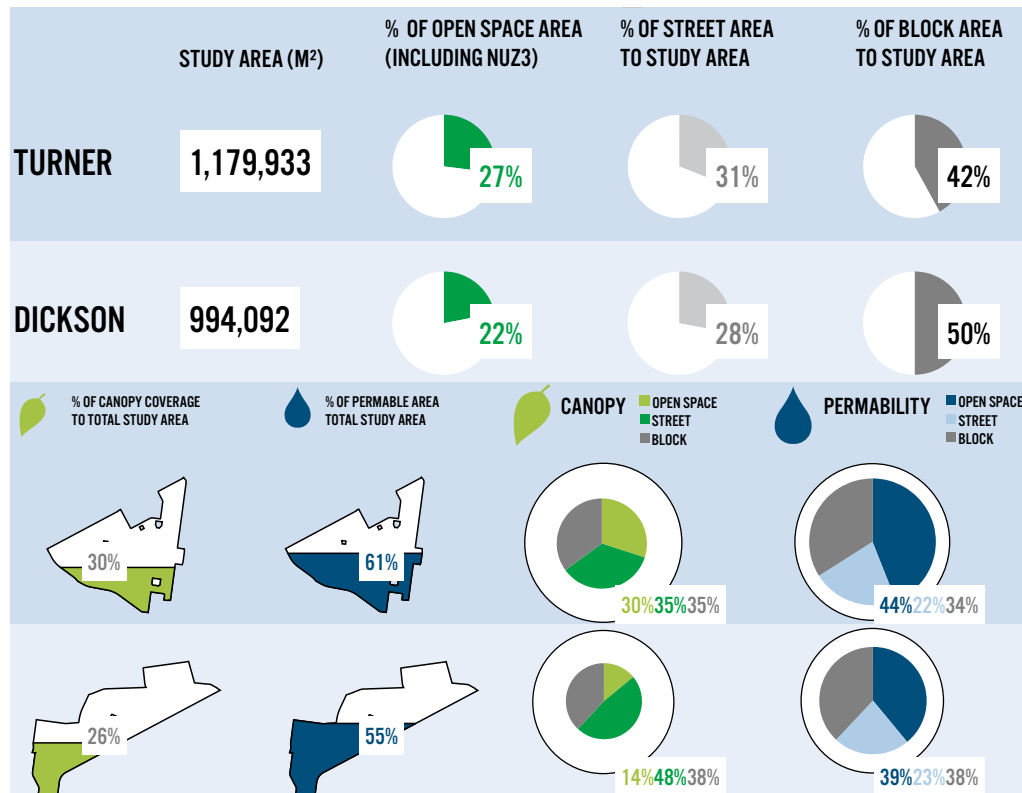 STUDY AREA (M²)
% OF OPEN SPACE AREA
(INCLUDING NUZ3)
% OF STREET AREA
TO STUDY AREA
% OF BLOCK AREA
TO STUDY AREA
TURNER
1,179,933
27%
31%
42%
DICKSON
994,092
22%
28%
50%
% OF CANOPY COVERAGE
TO TOTAL STUDY AREA
% OF PERMABLE AREA
TOTAL STUDY AREA
CANOPY
OPEN SPACE
STREET
BLOCK
PERMABILITY
OPEN SPACE
STREET
BLOCK
30%
61%
30%35%35%
44%22%34%
26%
55%
14%48%38%
39%23%38%